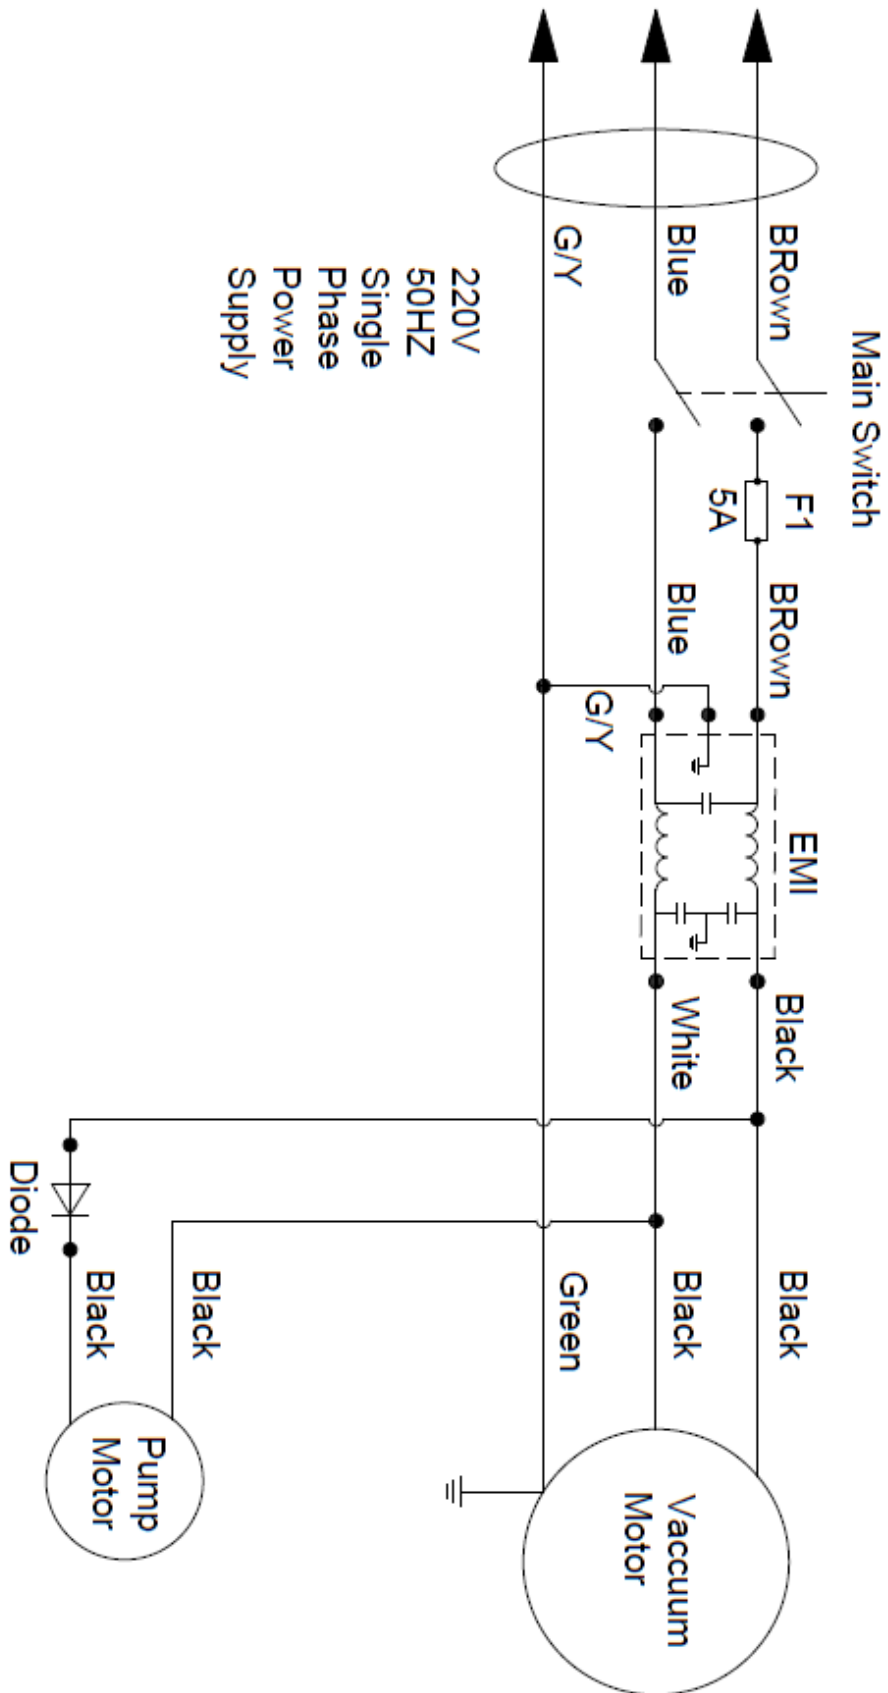 Main Switch
BRown
F1
5A
BRown
EMI
Black
Black
Blue
Blue
White
Black
G/Y
G/Y
Green
Vaccuum
Motor
220V
50HZ
Single
Phase
Power
Supply
Black
Pump
Motor
Diode
Black